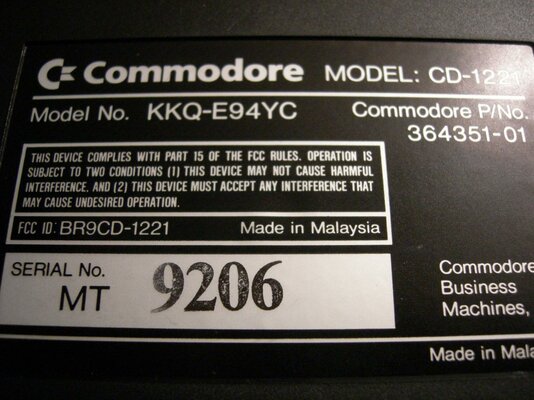 Commodore MODEL: CD-1221
Model No. KKQ-E94YC Commodore P/No.
364351-01
THIS DEVICE COMPLIES WITH PART 15 OF THE FCC RULES. OPERATION IS
SUBJECT TO TWO CONDITIONS (1) THIS DEVICE MAY NOT CAUSE HARMFUL
INTERFERENCE, AND (2) THIS DEVICE MUST ACCEPT ANY INTERFERENCE THAT
MAY CAUSE UNDESIRED OPERATION.
FCC ID: BR9CD-1221 Made in Malaysia
SERIAL No.
MT 9206
Commodore
Business
Machines,
Made in Mala